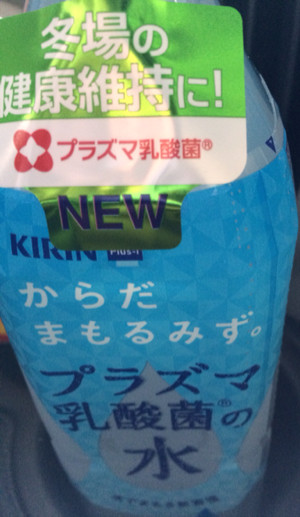 冬場の
健康維持に!
プラズマ乳酸菌®
NEW
KIRIN Plus-i
からだ
まもるみず。
プラズマ
乳酸菌®の
水